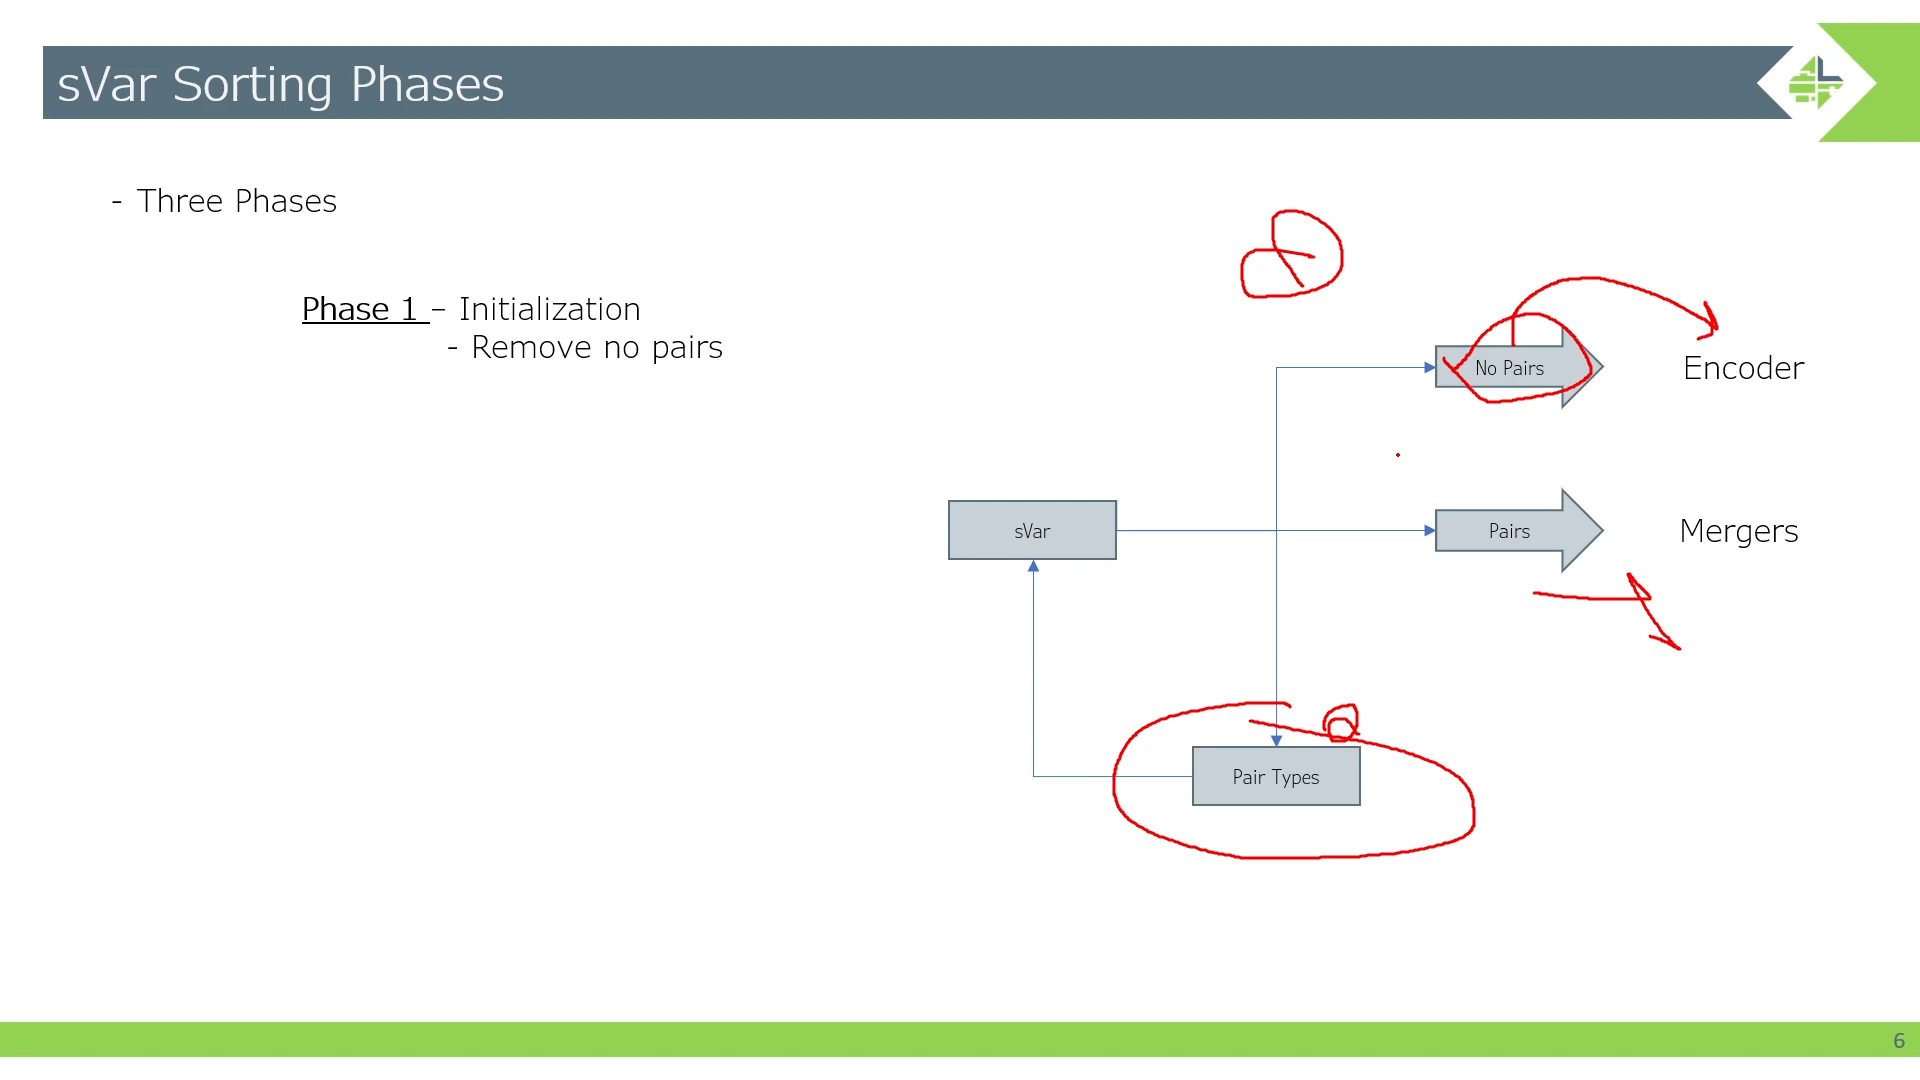 sVar Sorting Phases
- Three Phases
Phase 1 – Initialization
- Remove no pairs
No Pairs
Encoder
sVar
Pairs
Mergers
Pair Types
6